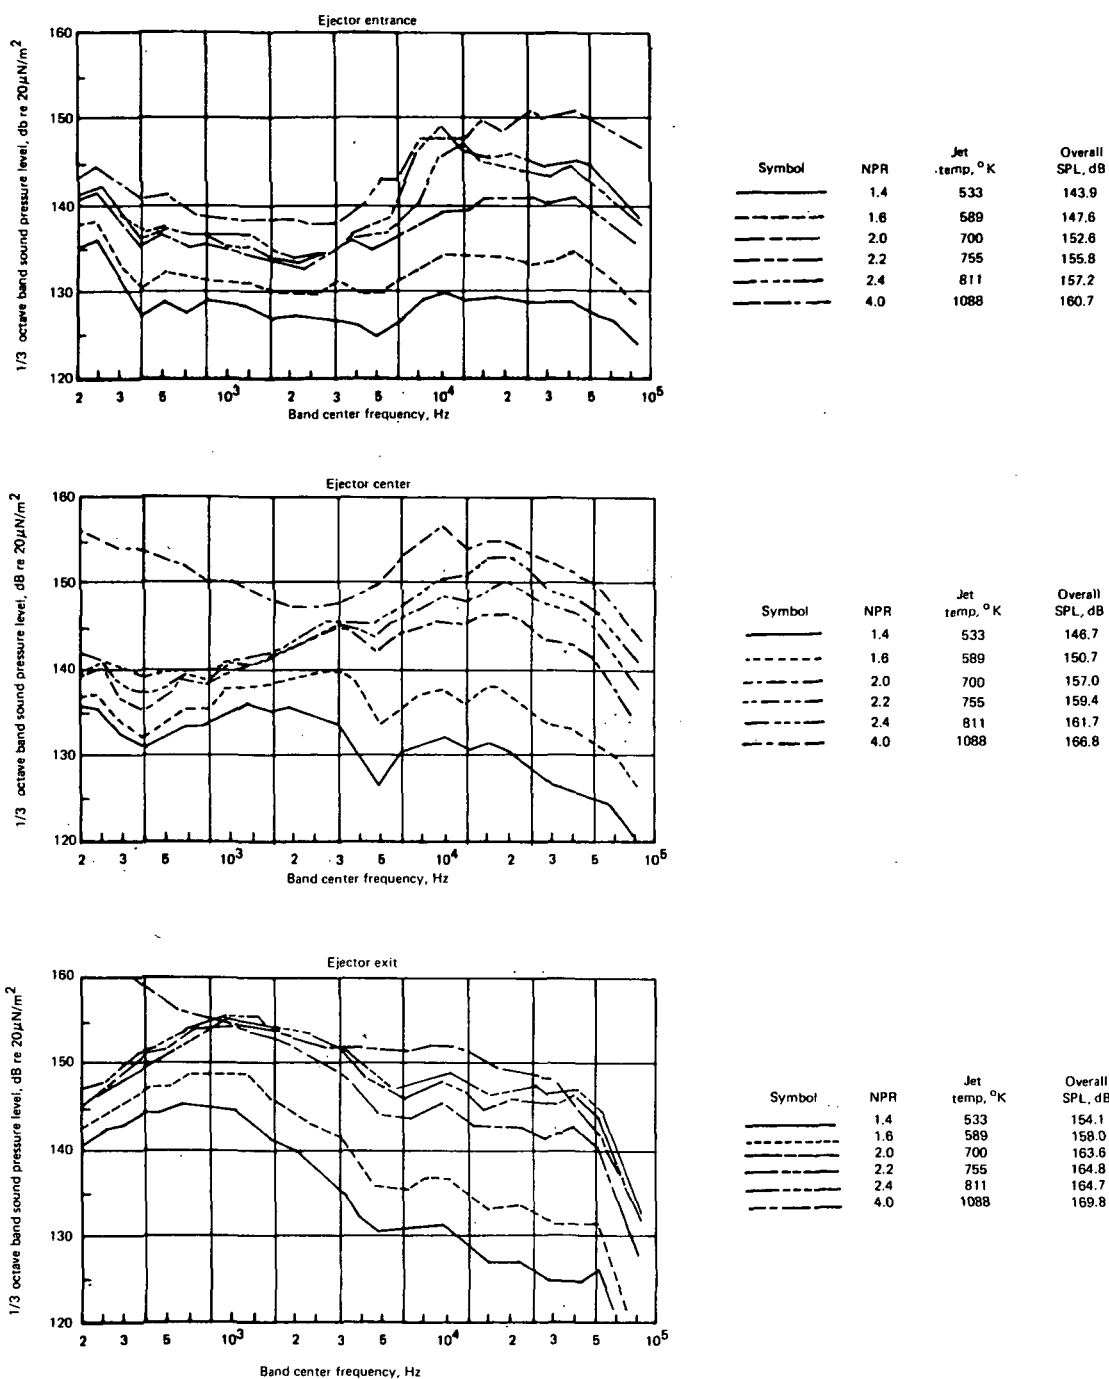 Ejector entrance
160
150
140
130
120
1/3 octave band sound pressure level, db re 20μN/m²
2 3 5 10³ 2 3 5 10⁴ 2 3 5 10⁵
Band center frequency, Hz
Symbol NPR Jet temp, °K Overall SPL, dB
1.4 533 143.9
1.6 589 147.6
2.0 700 152.6
2.2 755 155.8
2.4 811 157.2
4.0 1088 160.7
Ejector center
160
150
140
130
120
1/3 octave band sound pressure level, dB re 20μN/m²
2 3 5 10³ 2 3 5 10⁴ 2 3 5 10⁵
Band center frequency, Hz
Symbol NPR Jet temp, °K Overall SPL, dB
1.4 533 146.7
1.6 589 150.7
2.0 700 157.0
2.2 755 159.4
2.4 811 161.7
4.0 1088 166.8
Ejector exit
160
150
140
130
120
1/3 octave band sound pressure level, dB re 20μN/m²
2 3 5 10³ 2 3 5 10⁴ 2 3 5 10⁵
Band center frequency, Hz
Symbol NPR Jet temp, °K Overall SPL, dB
1.4 533 154.1
1.6 589 158.0
2.0 700 163.6
2.2 755 164.8
2.4 811 164.7
4.0 1088 169.8